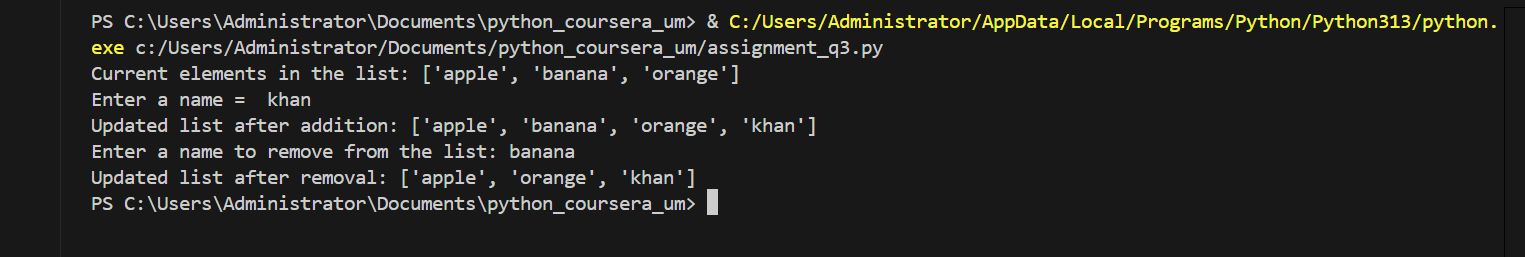 PS C:\Users\Administrator\Documents\python_coursera_um> & C:/Users/Administrator/AppData/Local/Programs/Python/Python313/python.
exe c:/Users/Administrator/Documents/python_coursera_um/assignment_q3.py
Current elements in the list: ['apple', 'banana', 'orange']
Enter a name =  khan
Updated list after addition: ['apple', 'banana', 'orange', 'khan']
Enter a name to remove from the list: banana
Updated list after removal: ['apple', 'orange', 'khan']
PS C:\Users\Administrator\Documents\python_coursera_um>